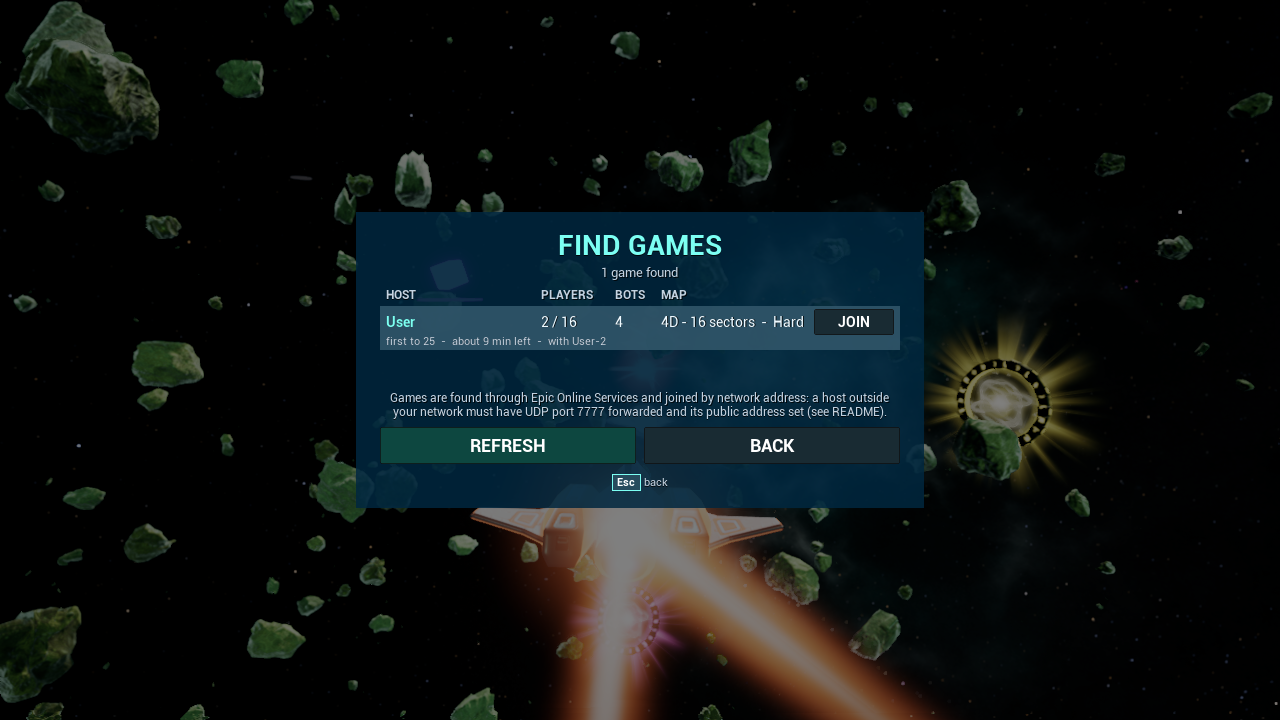 FIND GAMES
1 game found
HOST PLAYERS BOTS MAP
User 2 / 16 4 4D - 16 sectors - Hard JOIN
first to 25 - about 9 min left - with User-2
Games are found through Epic Online Services and joined by network address: a host outside
your network must have UDP port 7777 forwarded and its public address set (see README).
REFRESH BACK
Esc back